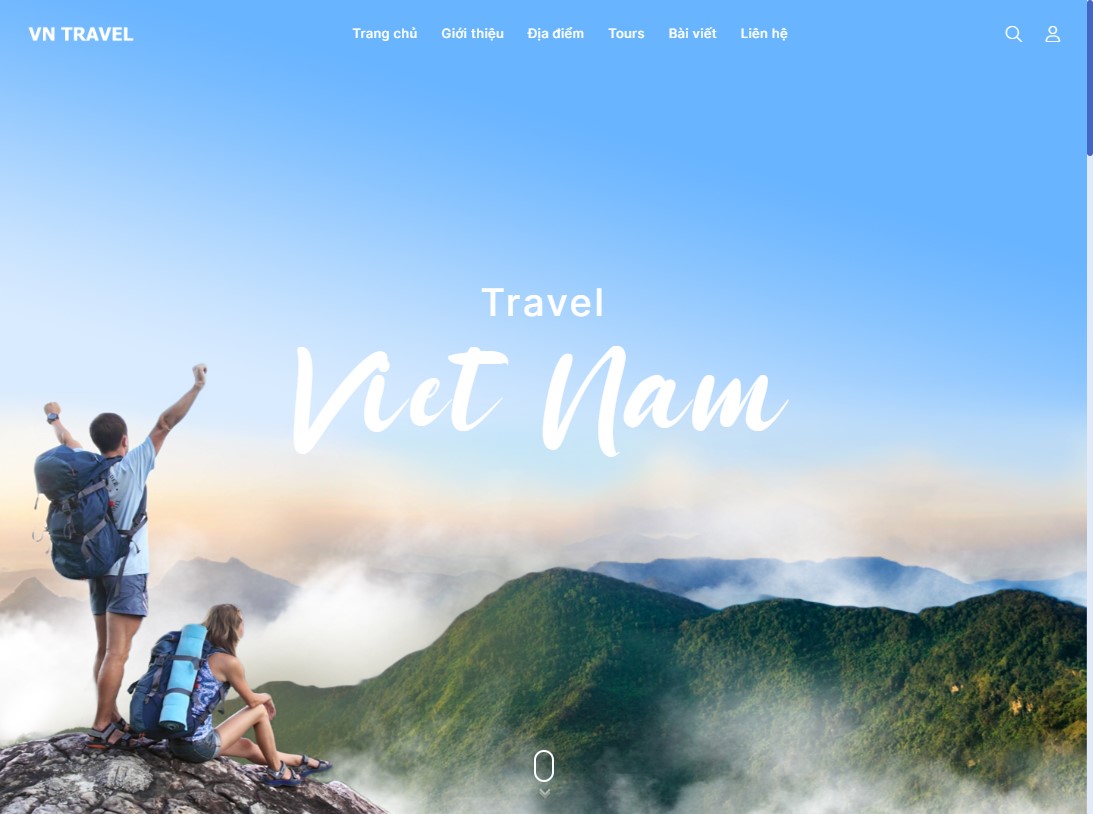 VN TRAVEL
Trang chủ Giới thiệu Địa điểm Tours Bài viết Liên hệ
Travel
Viet Nam